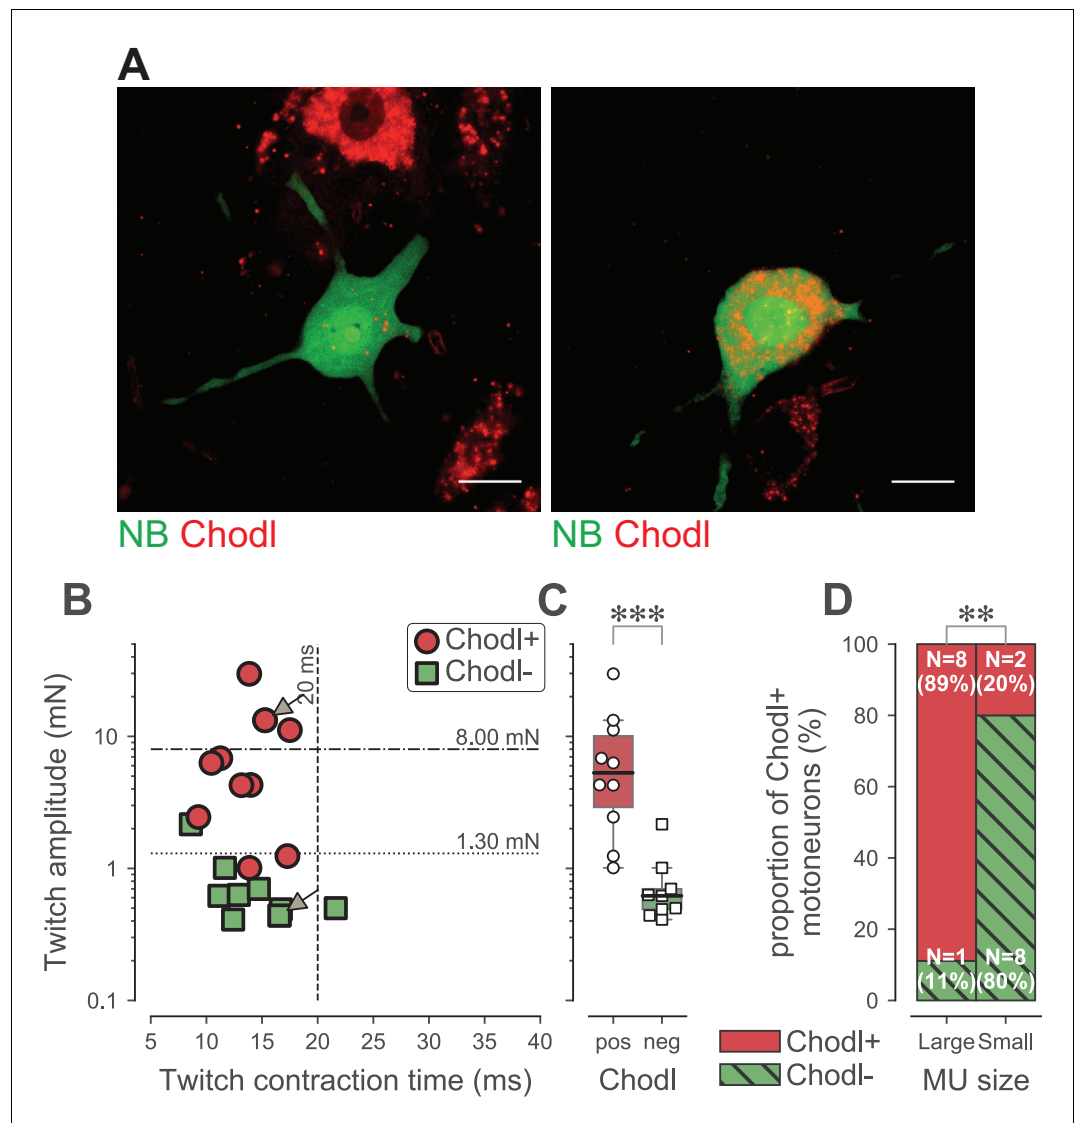 A
NB Chodl
NB Chodl
B
Chodl+
Chodl-
20 ms
8.00 mN
1.30 mN
Twitch amplitude (mN)
10
1
0.1
5 10 15 20 25 30 35 40
Twitch contraction time (ms)
C
***
pos neg
Chodl
D
**
proportion of Chodl+
motoneurons (%)
100
80
60
40
20
0
N=8 N=2
(89%) (20%)
N=1 N=8
(11%) (80%)
Large Small
MU size
Chodl+
Chodl-